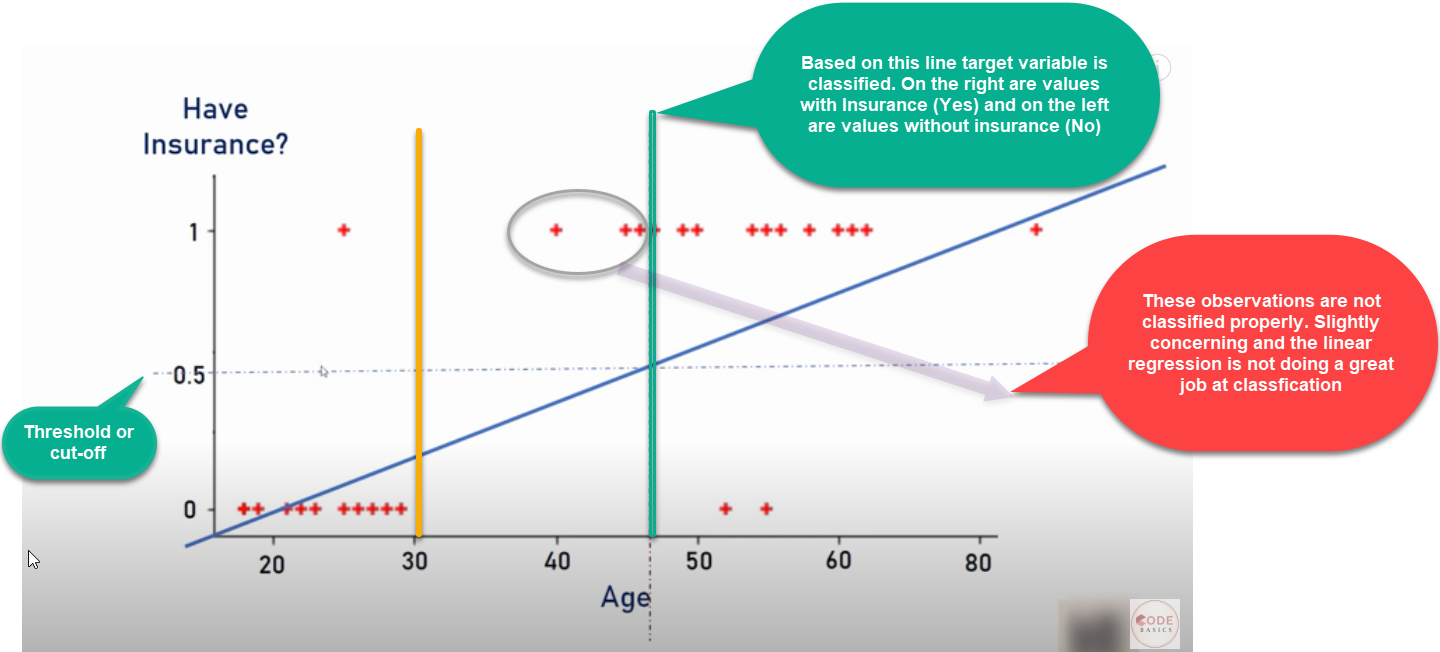 Based on this line target variable is
classified. On the right are values
with Insurance (Yes) and on the left
are values without insurance (No)
Have
Insurance?
1
These observations are not
classified properly. Slightly
concerning and the linear
regression is not doing a great
job at classfication
0.5
Threshold or
cut-off
0
20
30
40
50
60
80
Age
CODE
BASICS